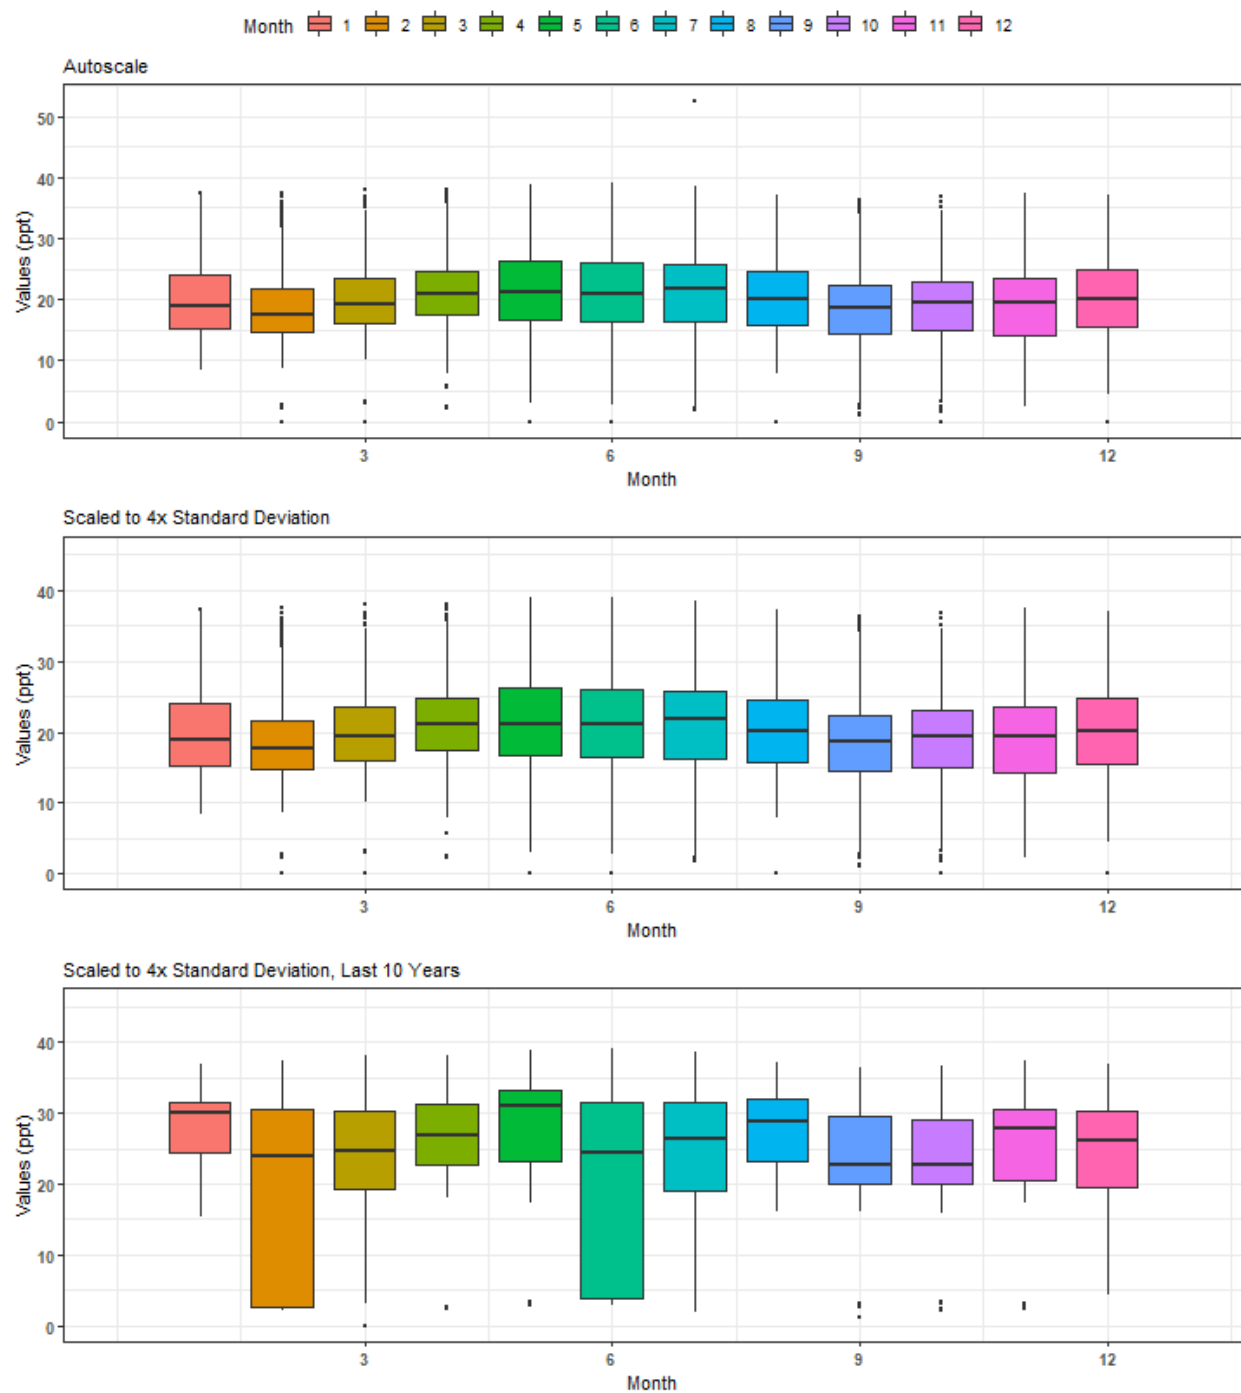 Month 1 2 3 4 5 6 7 8 9 10 11 12
Autoscale
Values (ppt)
50
40
30
20
10
0
3 6 9 12
Month
Scaled to 4x Standard Deviation
Values (ppt)
40
30
20
10
0
3 6 9 12
Month
Scaled to 4x Standard Deviation, Last 10 Years
Values (ppt)
40
30
20
10
0
3 6 9 12
Month